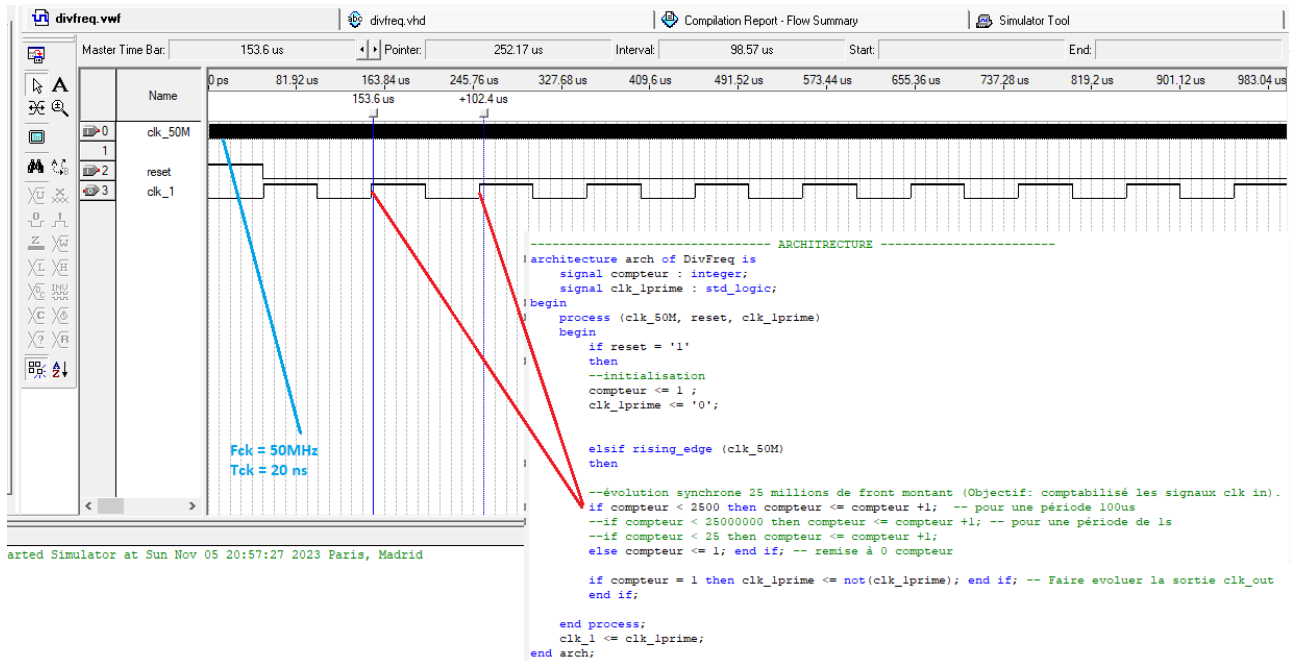 divfreq.vwf
divfreq.vhd
Compilation Report - Flow Summary
Simulator Tool
Master Time Bar: 153.6 us Pointer: 252.17 us Interval: 98.57 us Start: End:
Name
0 ps 81.92 us 163.84 us 245.76 us 327.68 us 409.6 us 491.52 us 573.44 us 655.36 us 737.28 us 819.2 us 901.12 us 983.04 us
153.6 us +102.4 us
0 clk_50M
1
2 reset
3 clk_1
Fck = 50MHz
Tck = 20 ns
-------------------------------- ARCHITRECTURE ------------------------
architecture arch of DivFreq is
signal compteur : integer;
signal clk_1prime : std_logic;
begin
process (clk_50M, reset, clk_1prime)
begin
if reset = '1'
then
--initialisation
compteur <= 1 ;
clk_1prime <= '0';
elsif rising_edge (clk_50M)
then
--évolution synchrone 25 millions de front montant (Objectif: comptabilisé les signaux clk in).
if compteur < 2500 then compteur <= compteur +1; -- pour une période 100us
--if compteur < 25000000 then compteur <= compteur +1; -- pour une période de 1s
--if compteur < 25 then compteur <= compteur +1;
else compteur <= 1; end if; -- remise à 0 compteur
if compteur = 1 then clk_1prime <= not(clk_1prime); end if; -- Faire evoluer la sortie clk_out
end if;
end process;
clk_1 <= clk_1prime;
end arch;
arted Simulator at Sun Nov 05 20:57:27 2023 Paris, Madrid